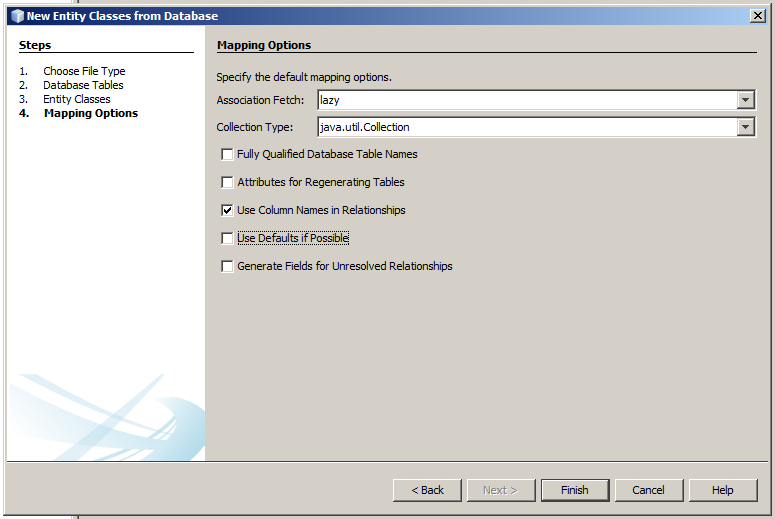 New Entity Classes from Database
Steps
1. Choose File Type
2. Database Tables
3. Entity Classes
4. Mapping Options
Mapping Options
Specify the default mapping options.
Association Fetch: lazy
Collection Type: java.util.Collection
Fully Qualified Database Table Names
Attributes for Regenerating Tables
Use Column Names in Relationships
Use Defaults if Possible
Generate Fields for Unresolved Relationships
< Back Next > Finish Cancel Help